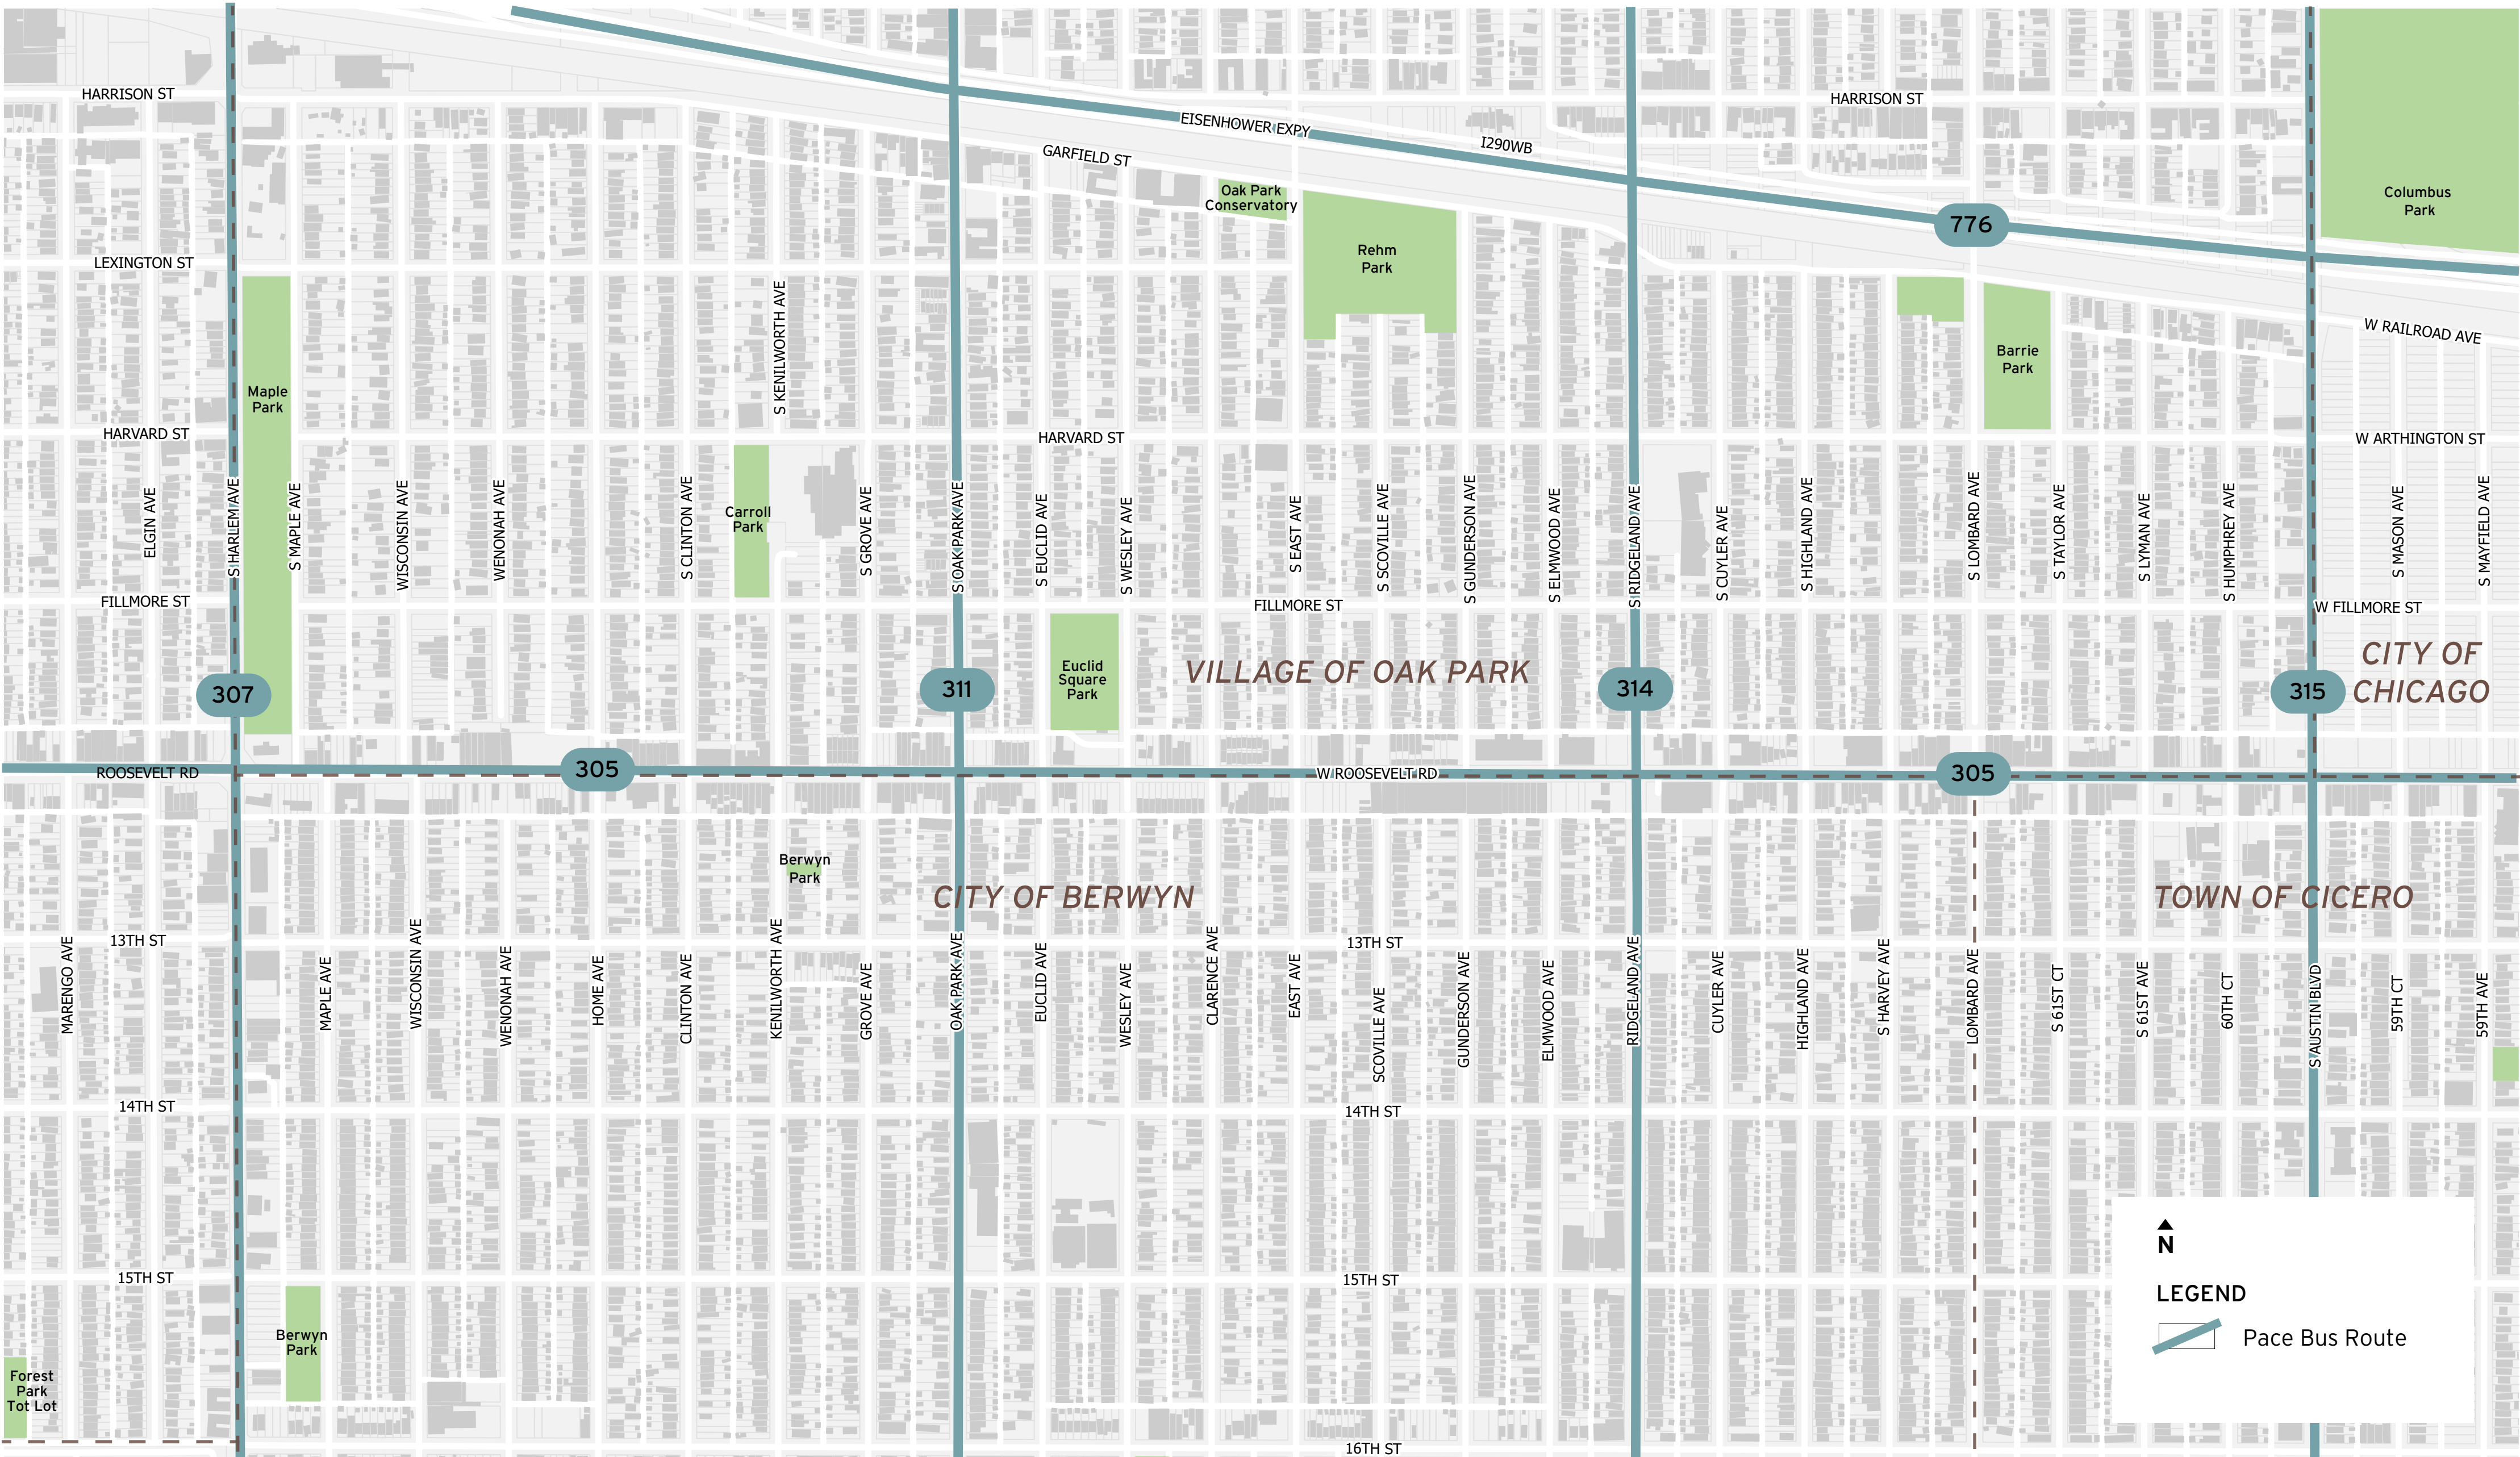 HARRISON ST
HARRISON ST
EISENHOWER EXPY
I290WB
GARFIELD ST
Oak Park
Conservatory
Columbus
Park
776
Rehm
Park
LEXINGTON ST
S KENILWORTH AVE
W RAILROAD AVE
Barrie
Park
Maple
Park
HARVARD ST
HARVARD ST
W ARTHINGTON ST
ELGIN AVE
S HARLEM AVE
S MAPLE AVE
WISCONSIN AVE
WENONAH AVE
S CLINTON AVE
Carroll
Park
S GROVE AVE
S OAK PARK AVE
S EUCLID AVE
S WESLEY AVE
S EAST AVE
S SCOVILLE AVE
S GUNDERSON AVE
S ELMWOOD AVE
S RIDGELAND AVE
S CUYLER AVE
S HIGHLAND AVE
S LOMBARD AVE
S TAYLOR AVE
S LYMAN AVE
S HUMPHREY AVE
S MASON AVE
S MAYFIELD AVE
FILLMORE ST
FILLMORE ST
W FILLMORE ST
Euclid
Square
Park
VILLAGE OF OAK PARK
CITY OF
CHICAGO
307
311
314
315
ROOSEVELT RD
305
W ROOSEVELT RD
305
Berwyn
Park
CITY OF BERWYN
TOWN OF CICERO
13TH ST
13TH ST
MARENGO AVE
MAPLE AVE
WISCONSIN AVE
WENONAH AVE
HOME AVE
CLINTON AVE
KENILWORTH AVE
GROVE AVE
OAK PARK AVE
EUCLID AVE
WESLEY AVE
CLARENCE AVE
EAST AVE
SCOVILLE AVE
GUNDERSON AVE
ELMWOOD AVE
RIDGELAND AVE
CUYLER AVE
HIGHLAND AVE
S HARVEY AVE
LOMBARD AVE
S 61ST CT
S 61ST AVE
60TH CT
S AUSTIN BLVD
59TH CT
59TH AVE
14TH ST
14TH ST
15TH ST
15TH ST
Berwyn
Park
Forest
Park
Tot Lot
16TH ST
N
LEGEND
Pace Bus Route